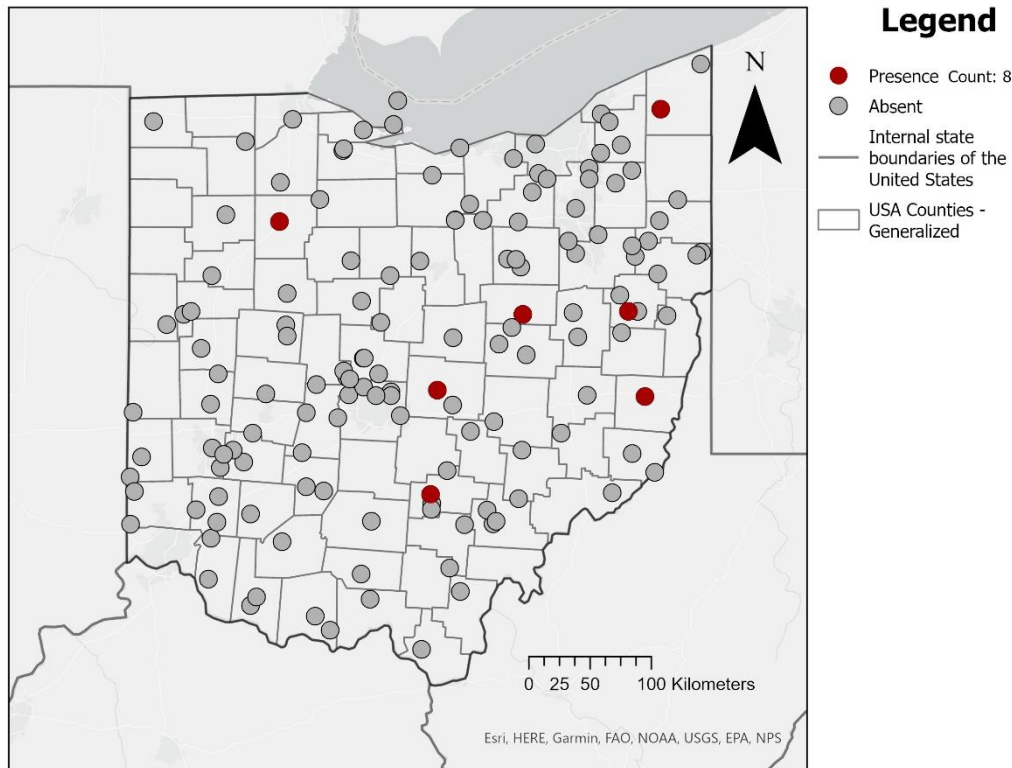 Legend
N
Presence Count: 8
Absent
Internal state
boundaries of the
United States
USA Counties -
Generalized
0 25 50 100 Kilometers
Esri, HERE, Garmin, FAO, NOAA, USGS, EPA, NPS